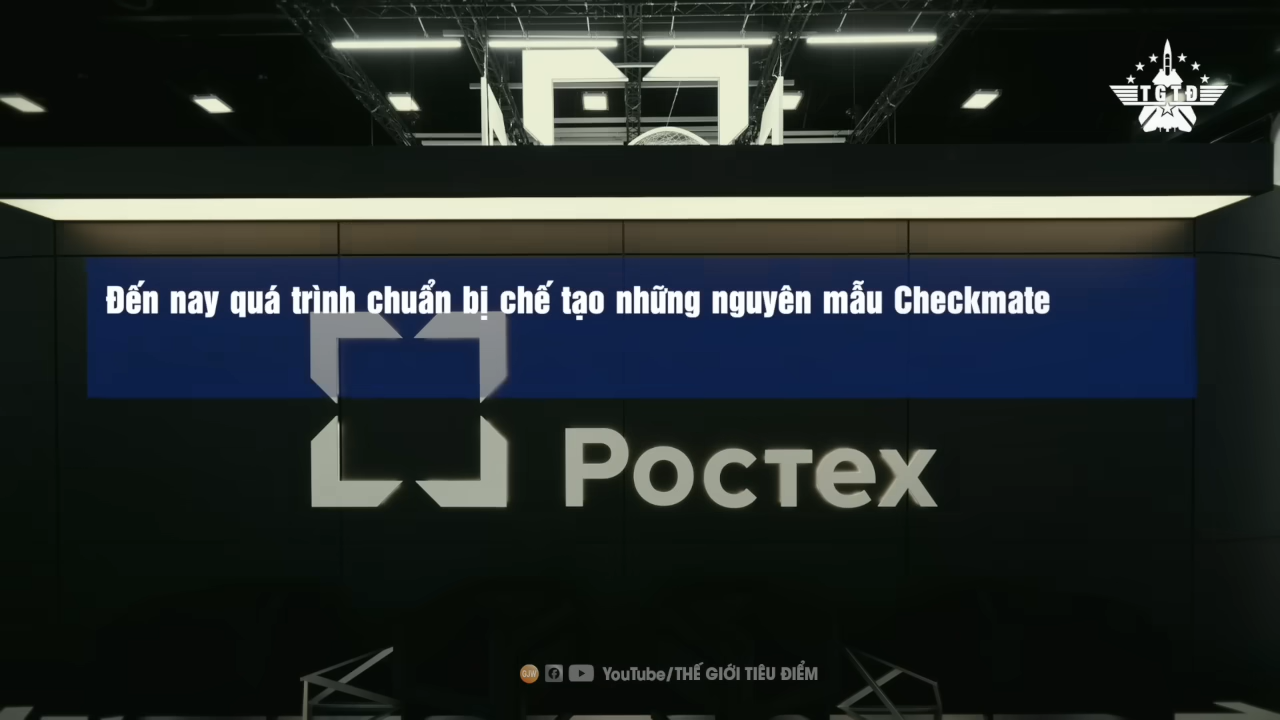 TGTĐ
Đến nay quá trình chuẩn bị chế tạo những nguyên mẫu Checkmate
Ростех
YouTube/THẾ GIỚI TIÊU ĐIỂM